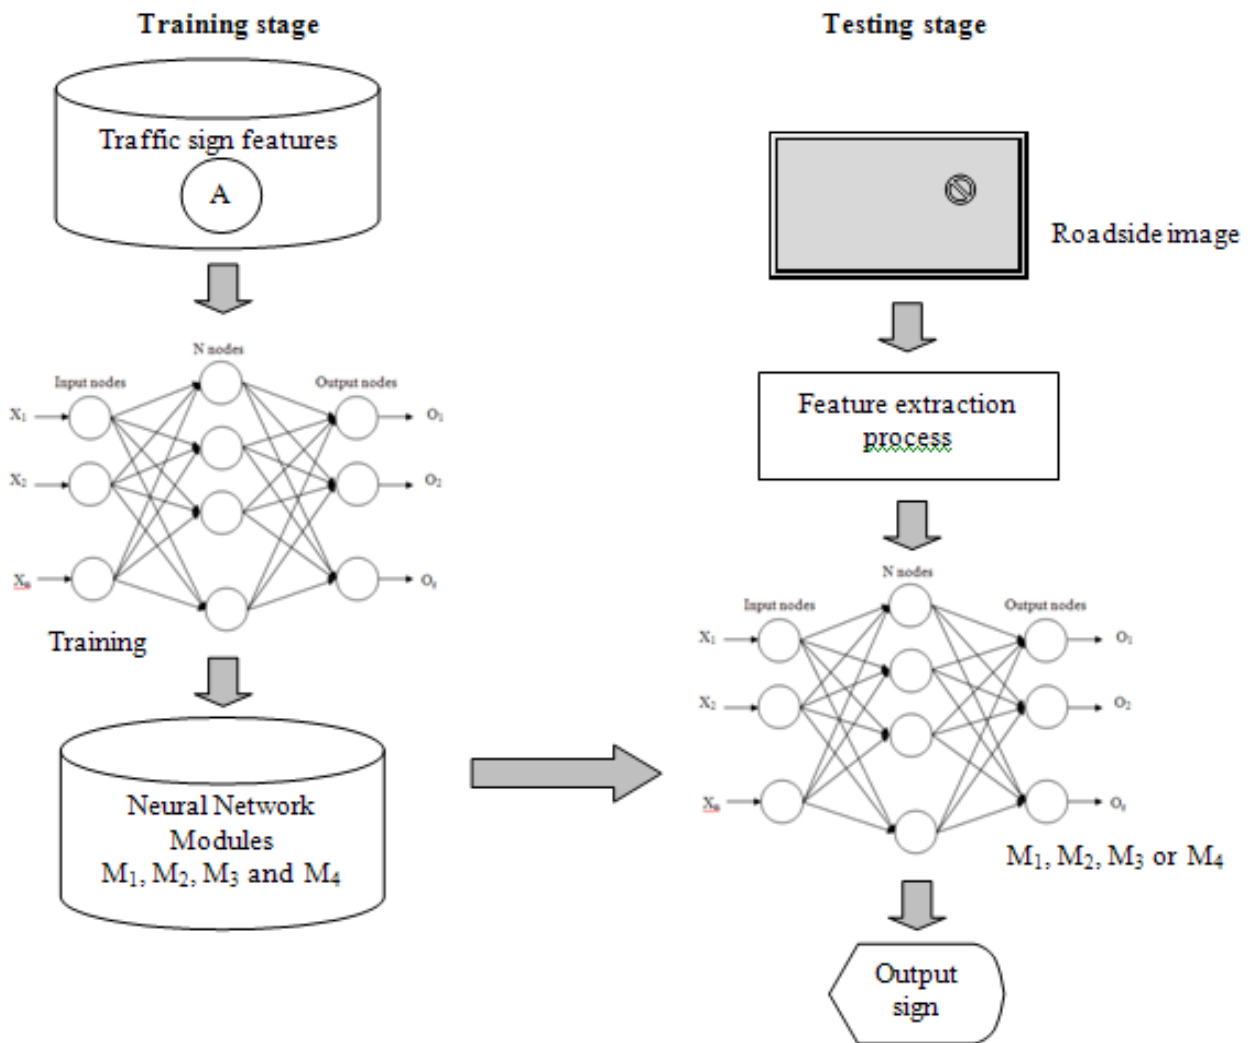 Training stage
Traffic sign features
A
N nodes
Input nodes
Output nodes
X1
O1
X2
O2
Xn
Training
Neural Network
Modules
M1, M2, M3 and M4
Testing stage
Roadside image
Feature extraction
process
N nodes
Input nodes
Output nodes
X1
O1
X2
O2
M1, M2, M3 or M4
Output
sign